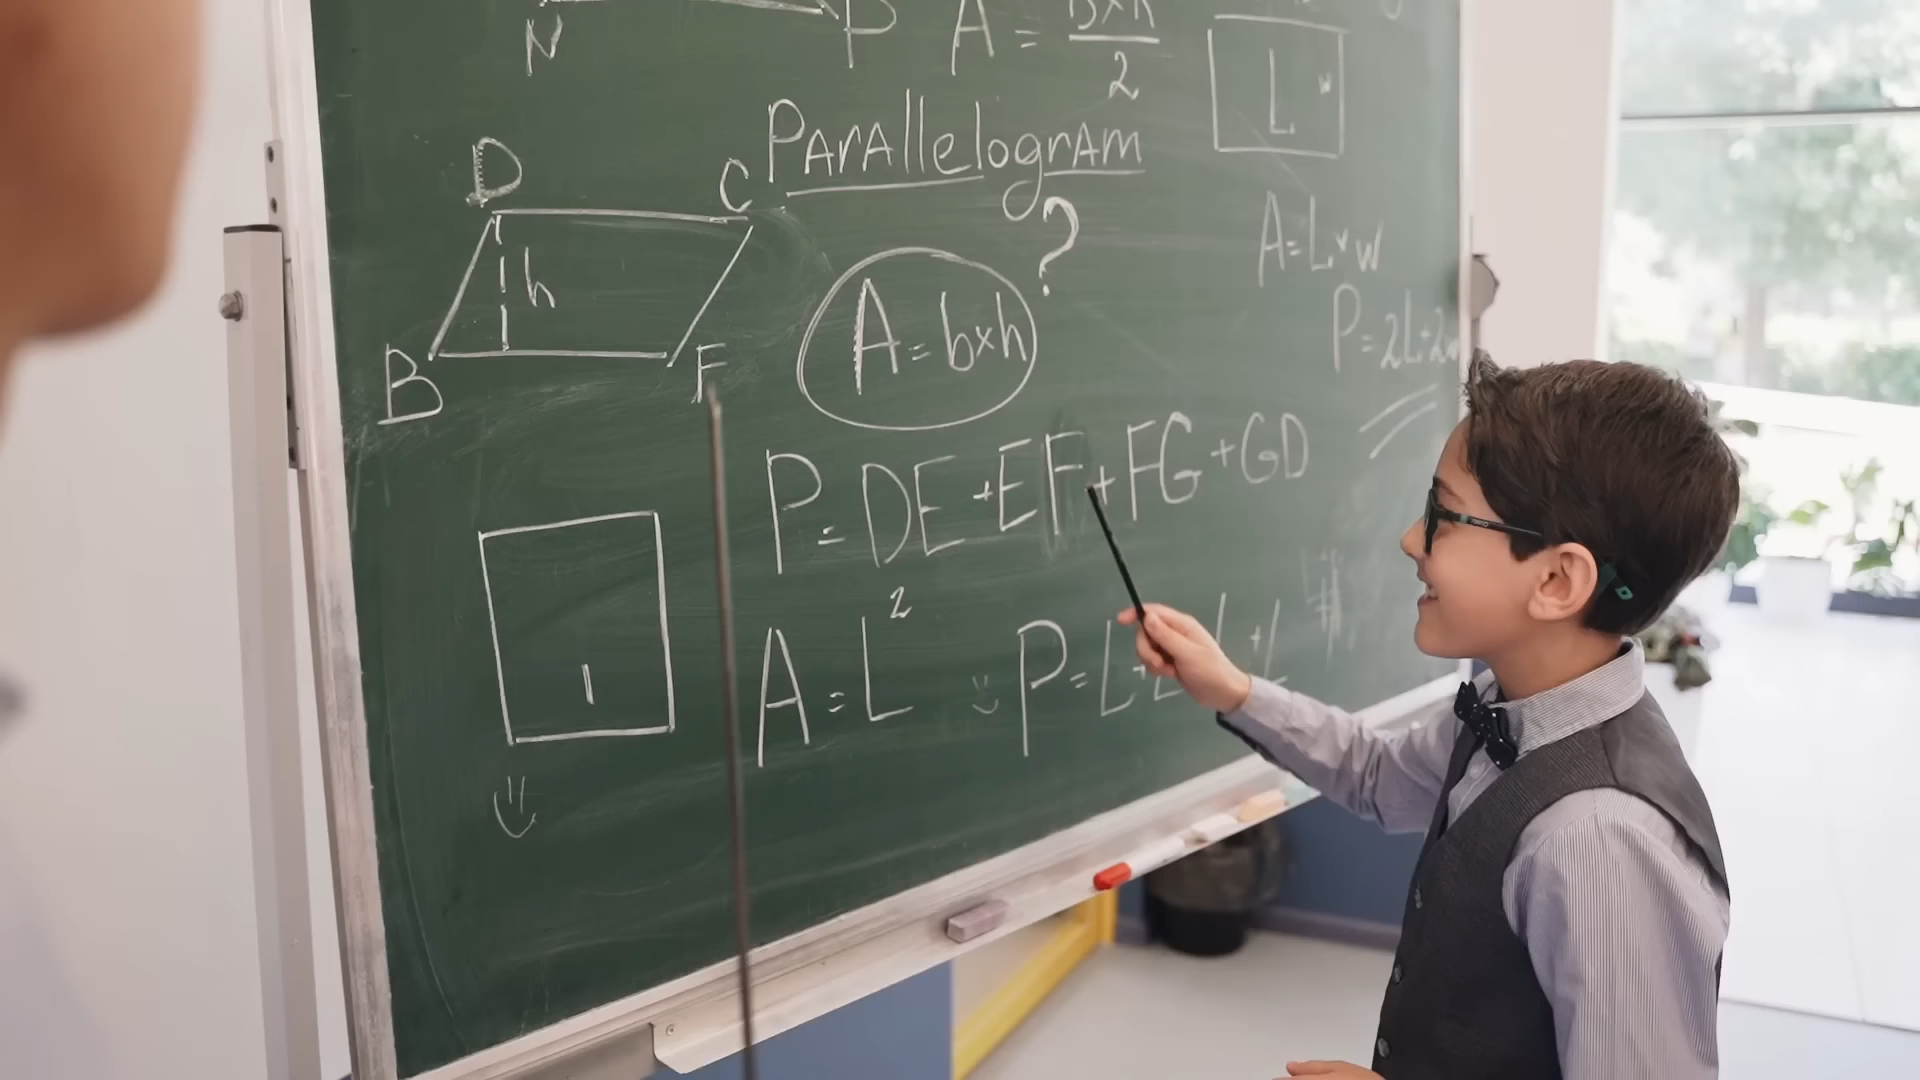 N
P
A = b×h
2
L w
Parallelogram
D
C
?
h
A = b×h
B
F
A = L × w
P = 2L + 2w
P = DE + EF + FG + GD
A = L²
P = L + L + L + L